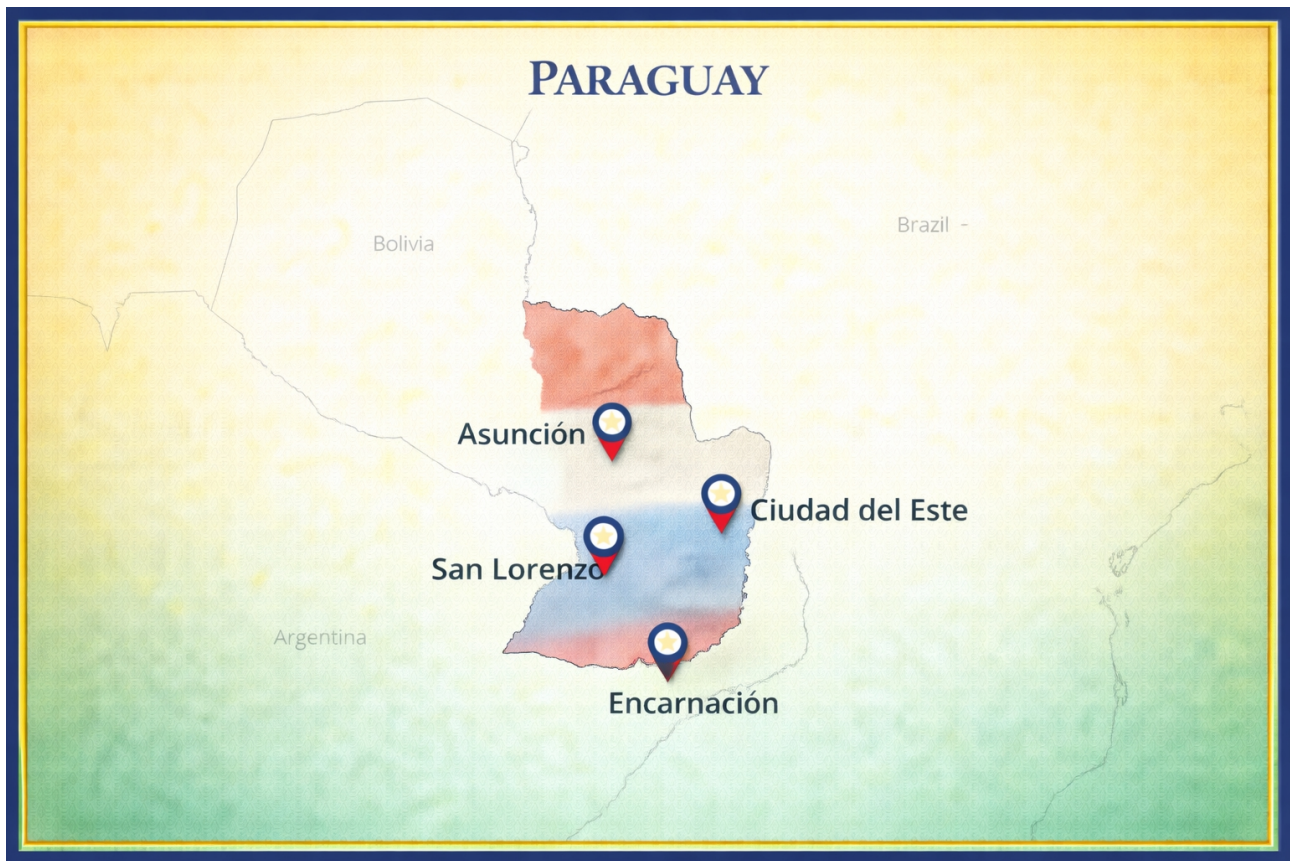 PARAGUAY
Brazil -
Bolivia
Asunción
Ciudad del Este
San Lorenzo
Argentina
Encarnación